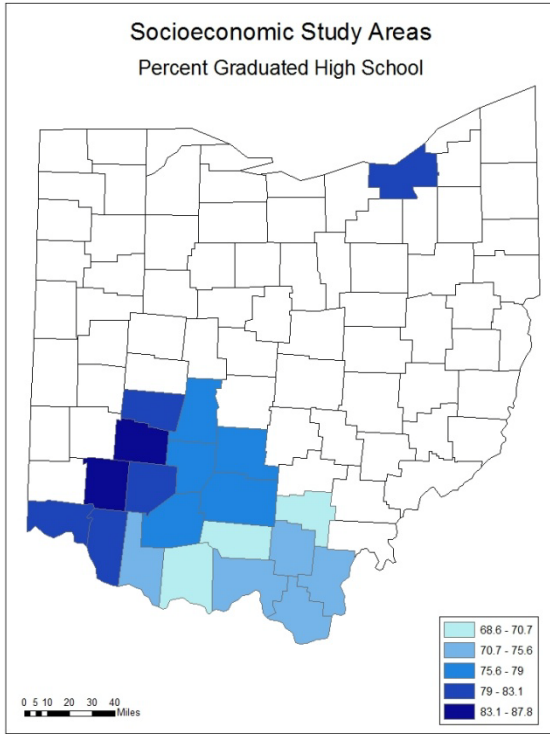 Socioeconomic Study Areas
Percent Graduated High School
68.6 - 70.7
70.7 - 75.6
75.6 - 79
79 - 83.1
83.1 - 87.8
0 5 10 20 30 40
Miles